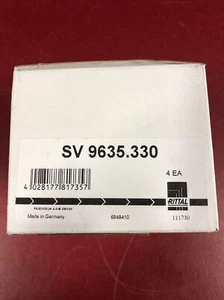 SV 9635.330
4 EA
4 028177 817357
RITTAL
Made in Germany
6848410
111730